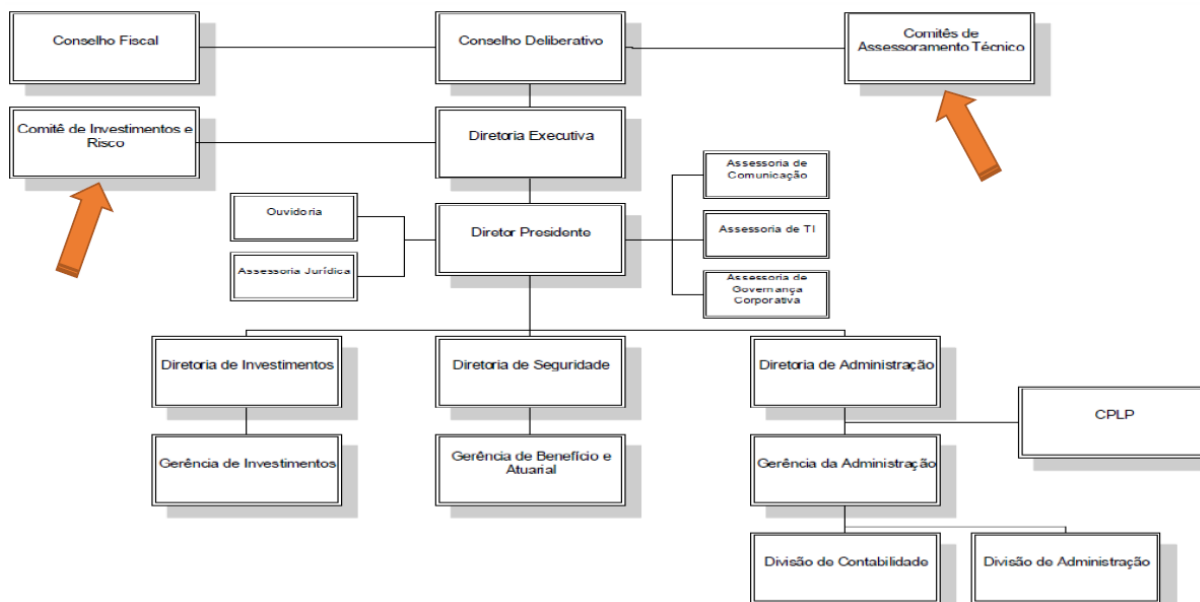 Conselho Fiscal
Conselho Deliberativo
Comitês de
Assessoramento Técnico
Comitê de Investimentos e
Risco
Diretoria Executiva
Assessoria de
Comunicação
Ouvidoria
Diretor Presidente
Assessoria de TI
Assessoria Jurídica
Assessoria de
Governança
Corporativa
Diretoria de Investimentos
Diretoria de Seguridade
Diretoria de Administração
CPLP
Gerência de Investimentos
Gerência de Benefício e
Atuarial
Gerência da Administração
Divisão de Contabilidade
Divisão de Administração